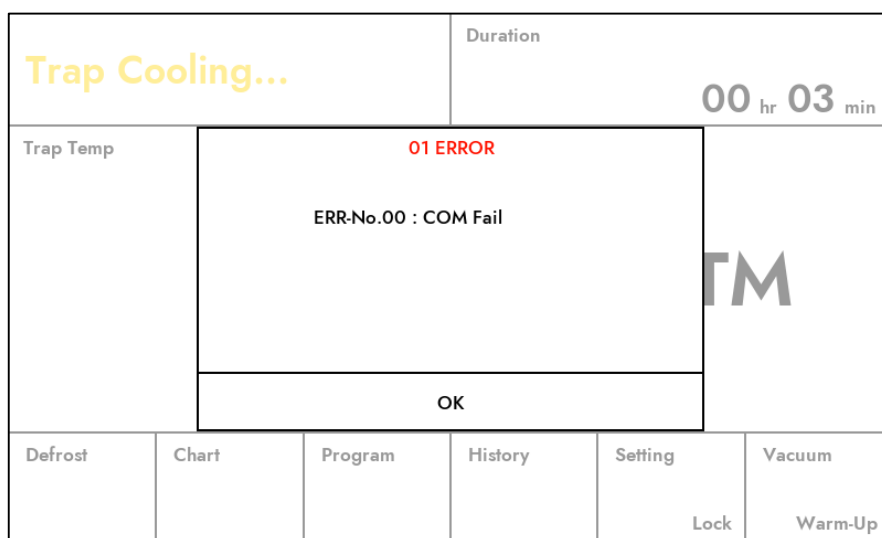 Trap Cooling...
Duration
00 hr 03 min
Trap Temp
01 ERROR
ERR-No.00 : COM Fail
TM
OK
Defrost
Chart
Program
History
Setting
Vacuum
Lock
Warm-Up